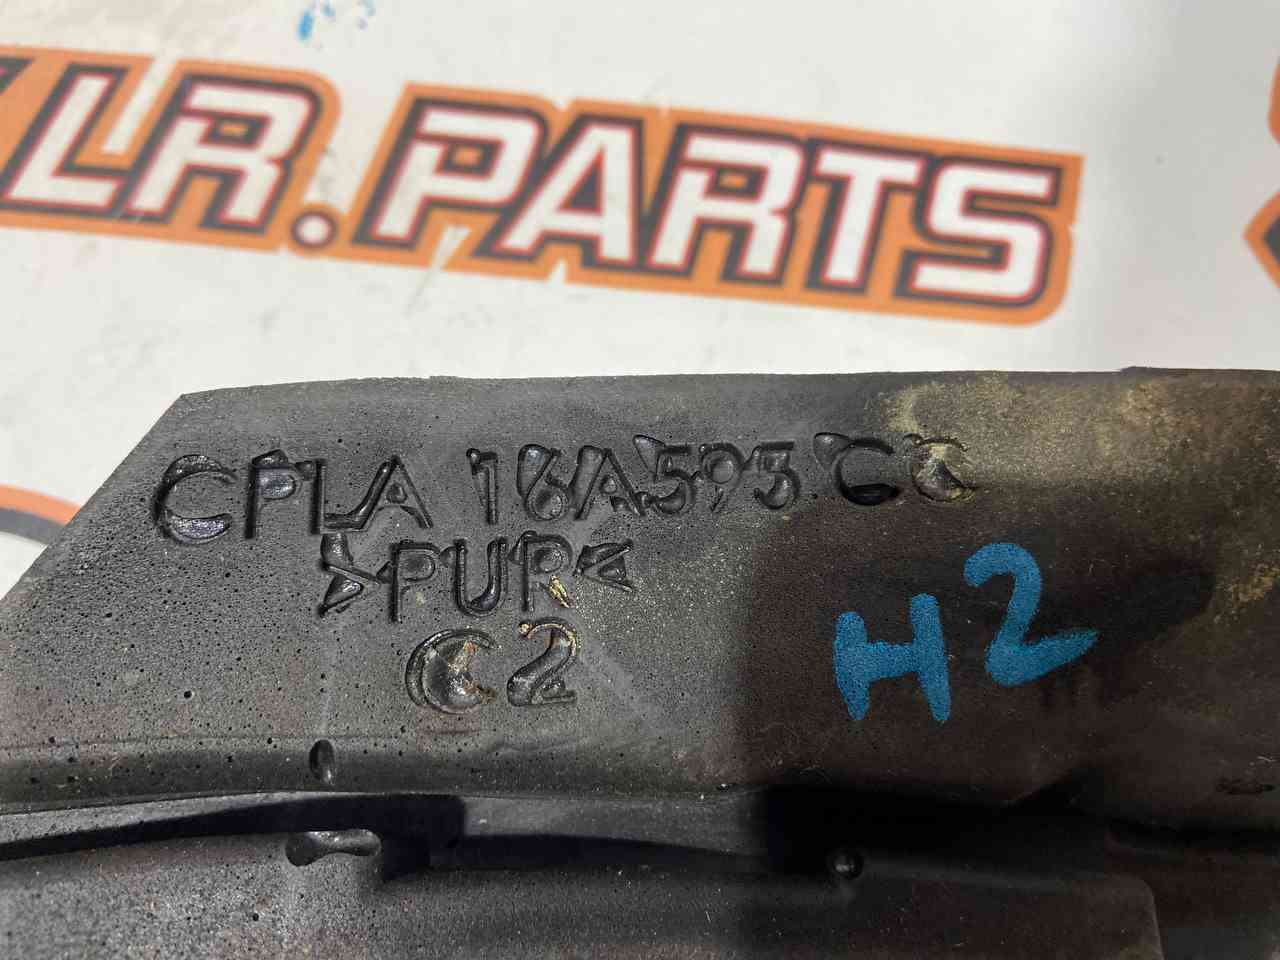 LR.PARTS
CPLA 16A595 CC
>PUR<
C2
H2